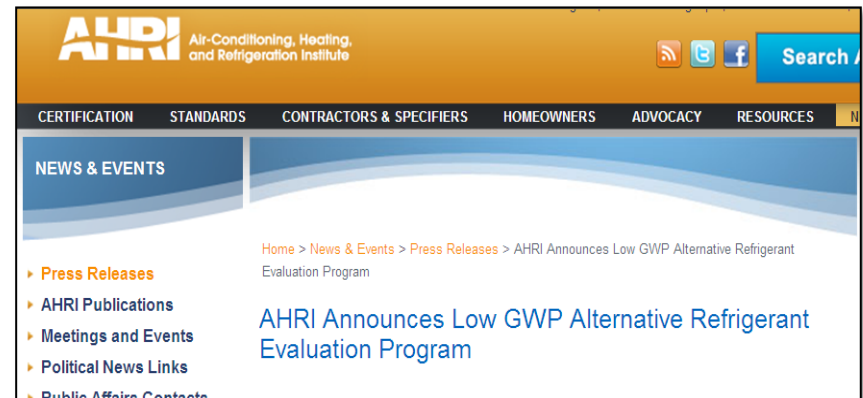 AHRI Air-Conditioning, Heating,
and Refrigeration Institute
Search
CERTIFICATION STANDARDS CONTRACTORS & SPECIFIERS HOMEOWNERS ADVOCACY RESOURCES N
NEWS & EVENTS
Home > News & Events > Press Releases > AHRI Announces Low GWP Alternative Refrigerant
Evaluation Program
Press Releases
AHRI Publications
Meetings and Events
Political News Links
Public Affairs Contacts
AHRI Announces Low GWP Alternative Refrigerant
Evaluation Program